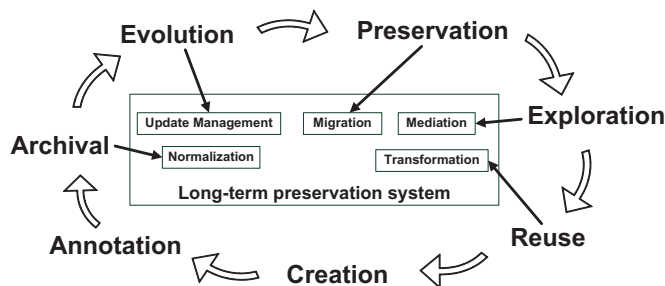 Evolution
Preservation
Update Management
Migration
Mediation
Exploration
Archival
Normalization
Transformation
Long-term preservation system
Annotation
Reuse
Creation